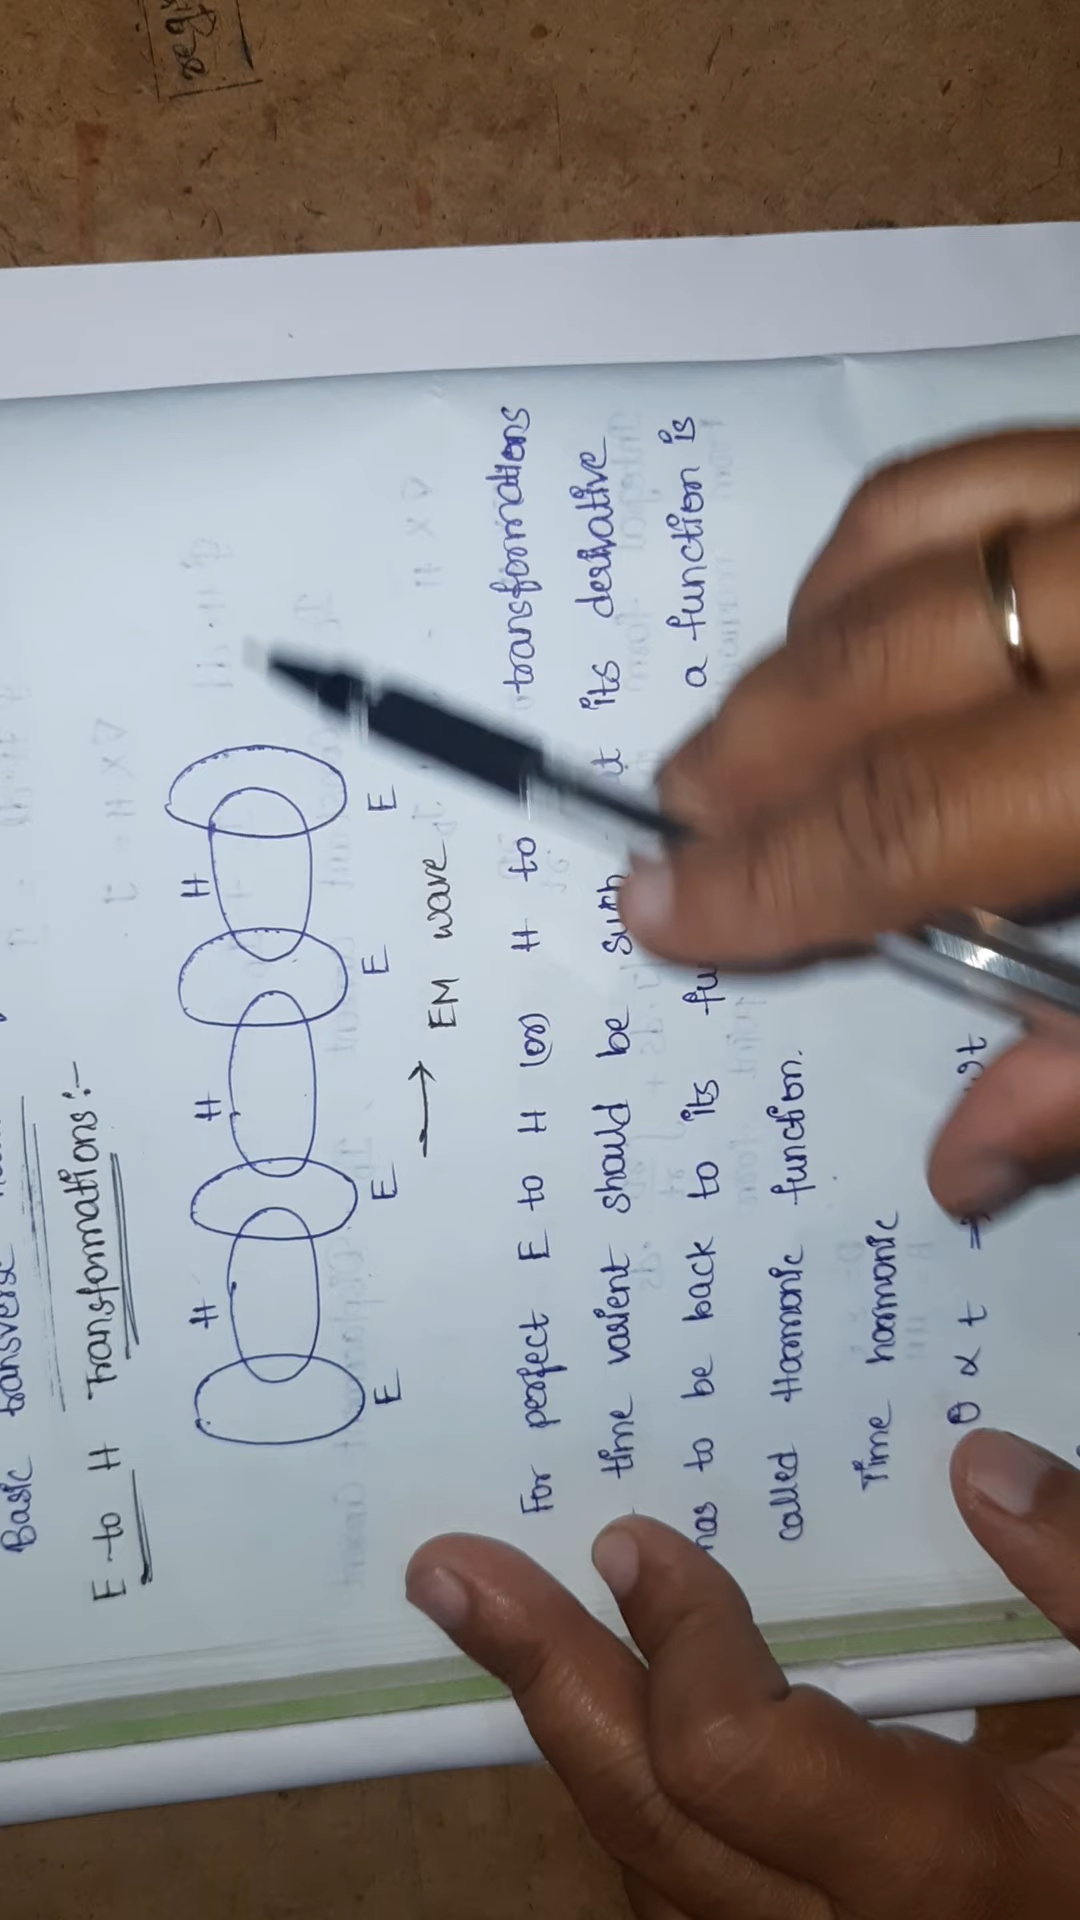 Basic transverse
E to H Transformations:-
H H H
E E E E
→ EM wave
For perfect E to H (or) H to transformations
time varient should be such its derivative
has to be back to its a function is
called Harmonic function.
Time harmonic
θ α t